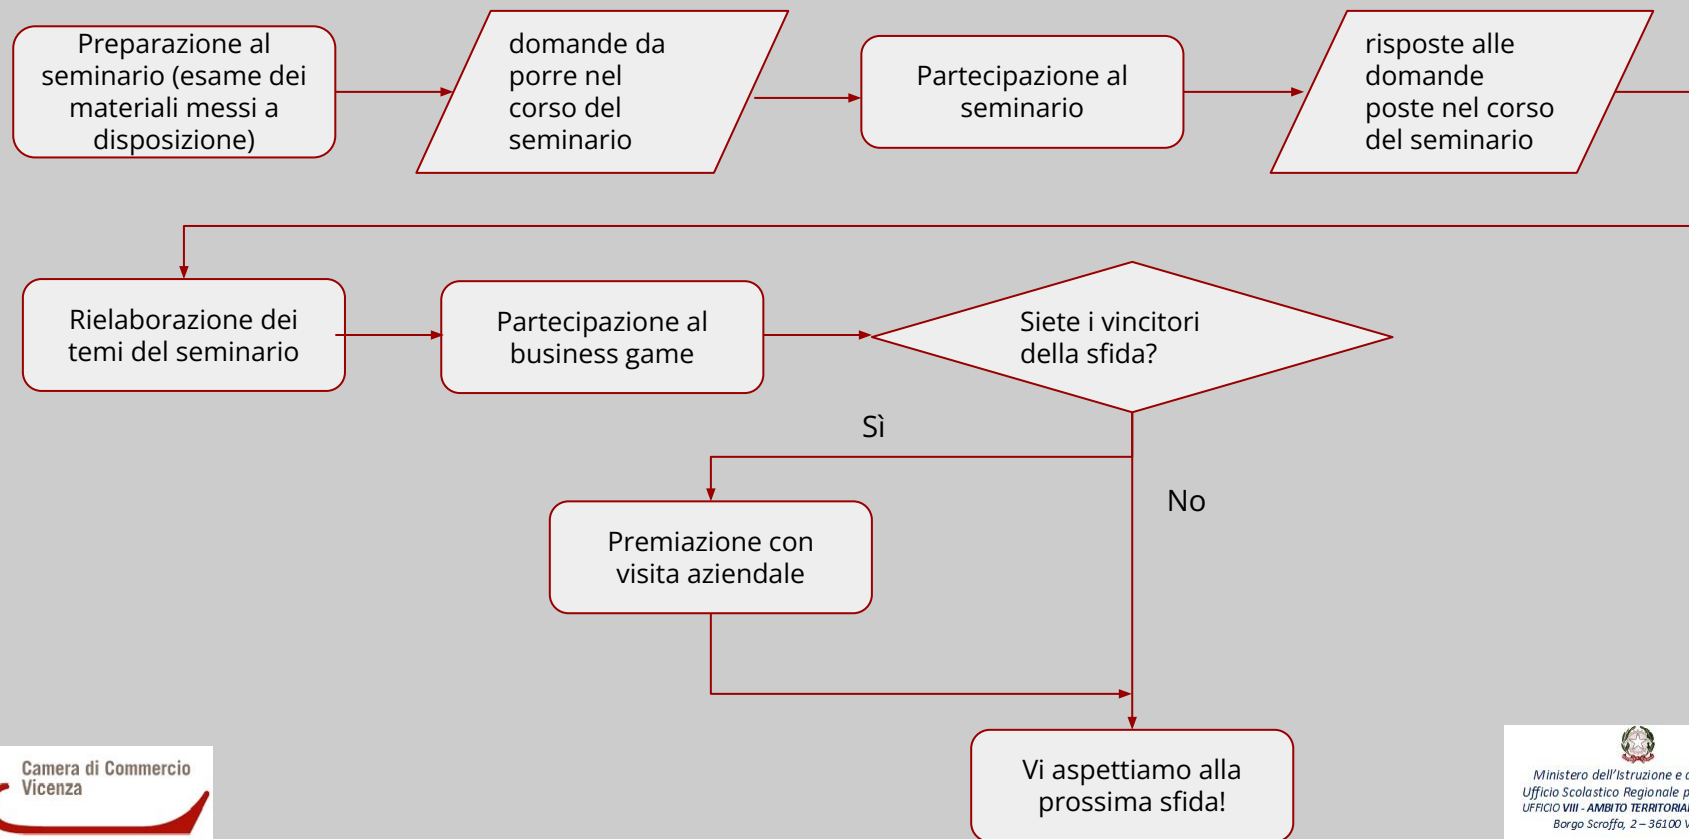 Preparazione al
seminario (esame dei
materiali messi a
disposizione)
domande da
porre nel
corso del
seminario
Partecipazione al
seminario
risposte alle
domande
poste nel corso
del seminario
Rielaborazione dei
temi del seminario
Partecipazione al
business game
Siete i vincitori
della sfida?
Sì
No
Premiazione con
visita aziendale
Vi aspettiamo alla
prossima sfida!
Camera di Commercio
Vicenza
Ministero dell'Istruzione e
Ufficio Scolastico Regionale
UFFICIO VIII - AMBITO
Borgo Scroffa, 2 – 36100